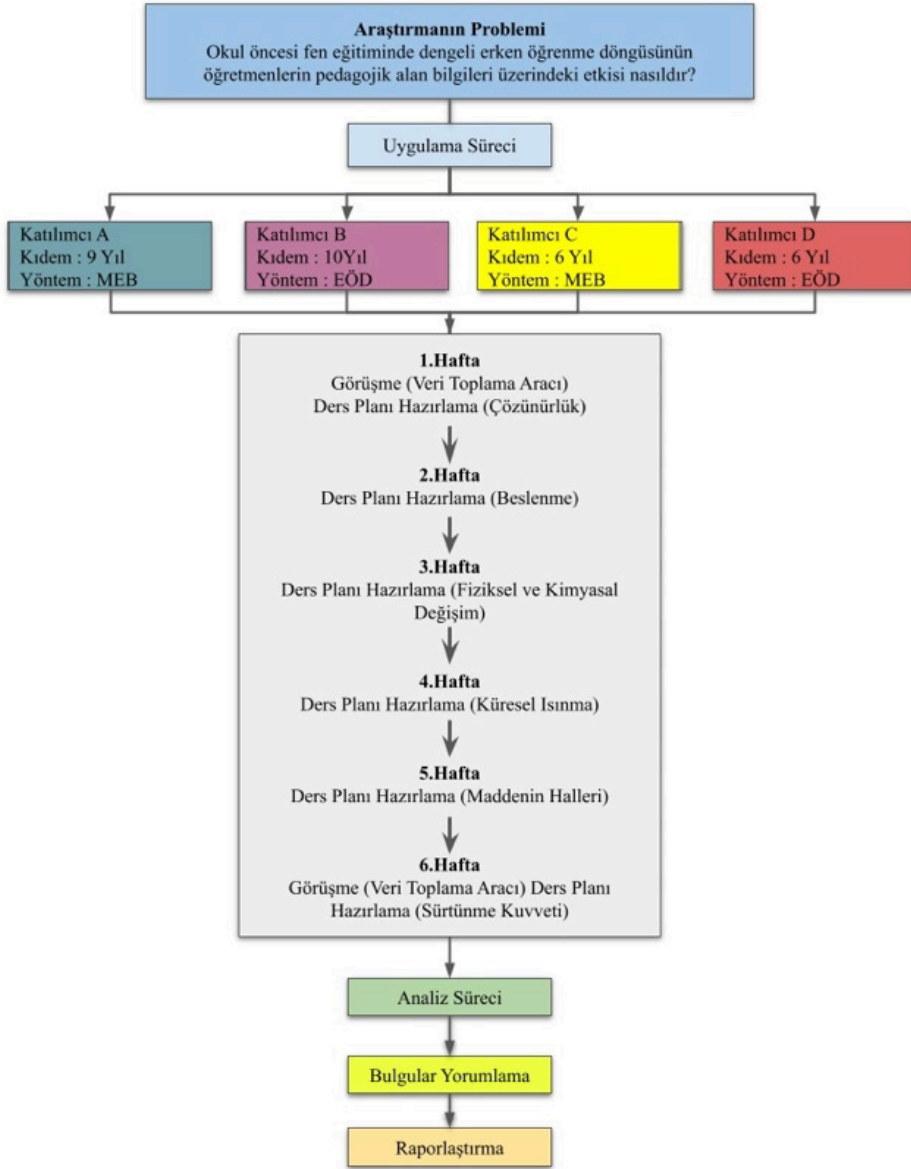 Araştırmanın Problemi
Okul öncesi fen eğitiminde dengeli erken öğrenme döngüsünün
öğretmenlerin pedagojik alan bilgileri üzerindeki etkisi nasıldır?
Uygulama Süreci
Katılımcı A
Kıdem : 9 Yıl
Yöntem : MEB
Katılımcı B
Kıdem : 10Yıl
Yöntem : EÖD
Katılımcı C
Kıdem : 6 Yıl
Yöntem : MEB
Katılımcı D
Kıdem : 6 Yıl
Yöntem : EÖD
1.Hafta
Görüşme (Veri Toplama Aracı)
Ders Planı Hazırlama (Çözünürlük)
2.Hafta
Ders Planı Hazırlama (Beslenme)
3.Hafta
Ders Planı Hazırlama (Fiziksel ve Kimyasal
Değişim)
4.Hafta
Ders Planı Hazırlama (Küresel Isınma)
5.Hafta
Ders Planı Hazırlama (Maddenin Halleri)
6.Hafta
Görüşme (Veri Toplama Aracı) Ders Planı
Hazırlama (Sürtünme Kuvveti)
Analiz Süreci
Bulgular Yorumlama
Raporlaştırma